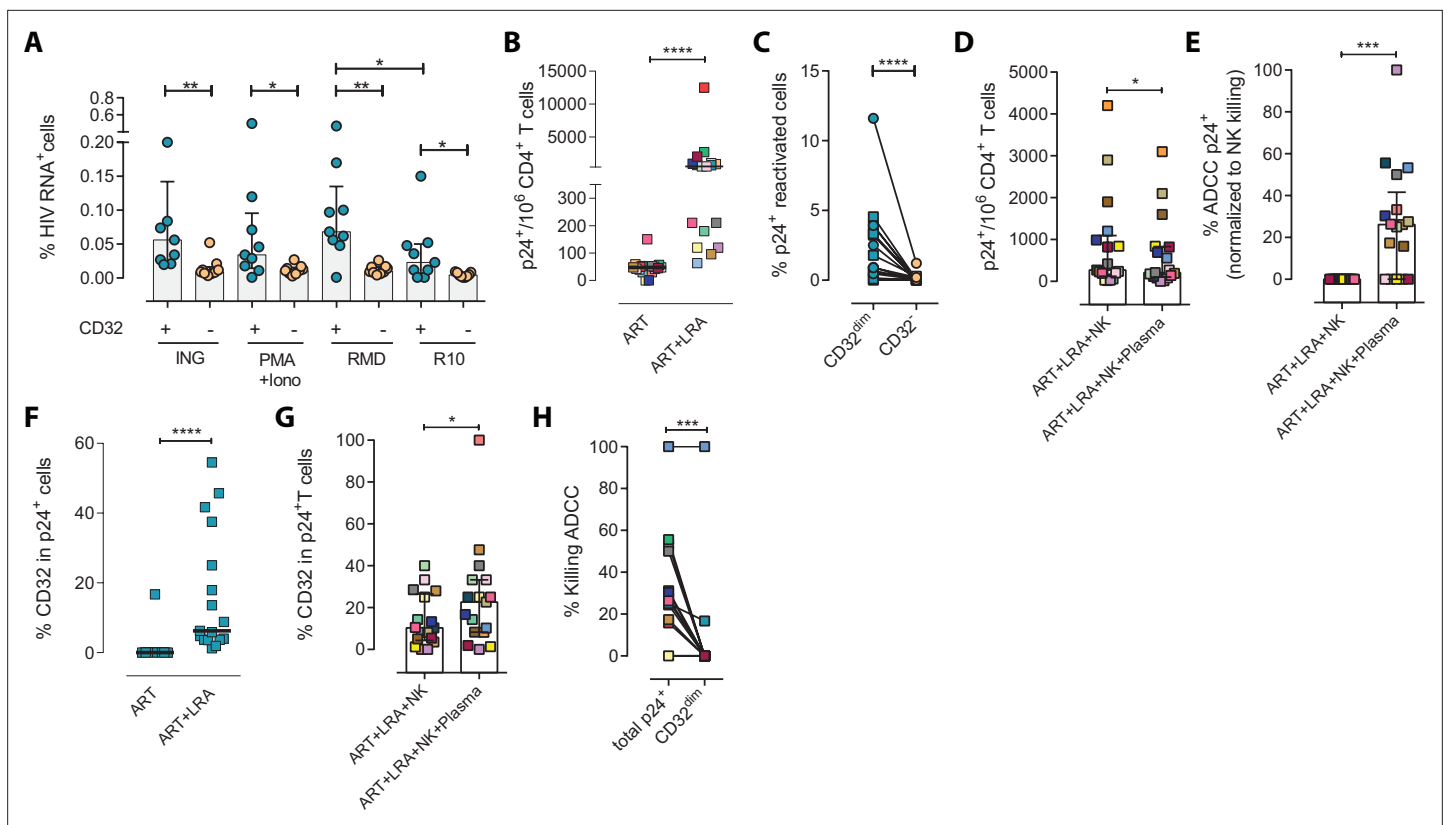 A
% HIV RNA+cells
0.8
0.6
0.4
0.20
0.15
0.10
0.05
0.00
** * ** * *
CD32 + - + - + - + -
ING PMA +Iono RMD R10
B
p24+/10^6 CD4+ T cells
15000
10000
5000
300
200
100
0
****
ART ART+LRA
C
% p24+ reactivated cells
15
10
5
0
****
CD32dim CD32-
D
p24+/10^6 CD4+ T cells
5000
4000
3000
2000
1000
0
*
ART+LRA+NK ART+LRA+NK+Plasma
E
% ADCC p24+
(normalized to NK killing)
100
80
60
40
20
0
***
ART+LRA+NK ART+LRA+NK+Plasma
F
% CD32 in p24+ cells
60
40
20
0
****
ART ART+LRA
G
% CD32 in p24+T cells
100
80
60
40
20
0
*
ART+LRA+NK ART+LRA+NK+Plasma
H
% Killing ADCC
100
80
60
40
20
0
***
total p24+ CD32dim